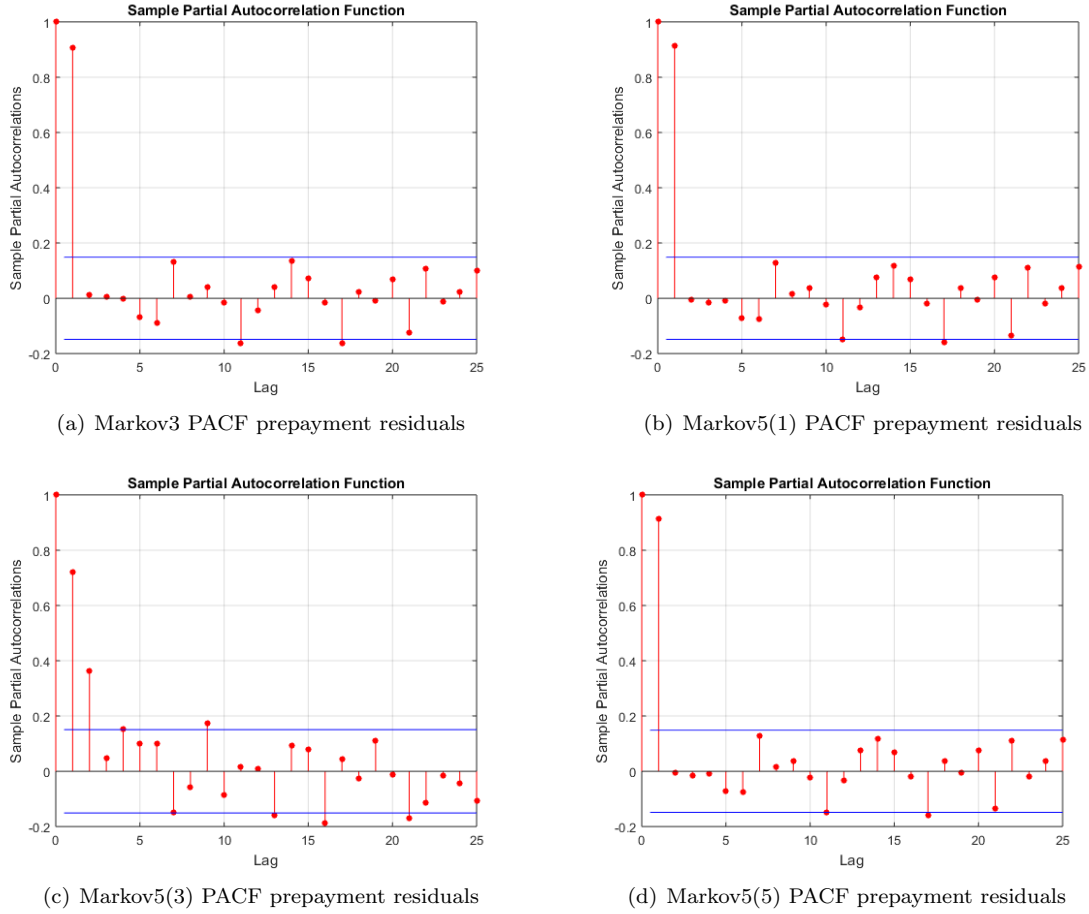 Sample Partial Autocorrelation Function
Sample Partial Autocorrelations
1
0.8
0.6
0.4
0.2
0
-0.2
0 5 10 15 20 25
Lag
(a) Markov3 PACF prepayment residuals
Sample Partial Autocorrelation Function
Sample Partial Autocorrelations
1
0.8
0.6
0.4
0.2
0
-0.2
0 5 10 15 20 25
Lag
(b) Markov5(1) PACF prepayment residuals
Sample Partial Autocorrelation Function
Sample Partial Autocorrelations
1
0.8
0.6
0.4
0.2
0
-0.2
0 5 10 15 20 25
Lag
(c) Markov5(3) PACF prepayment residuals
Sample Partial Autocorrelation Function
Sample Partial Autocorrelations
1
0.8
0.6
0.4
0.2
0
-0.2
0 5 10 15 20 25
Lag
(d) Markov5(5) PACF prepayment residuals